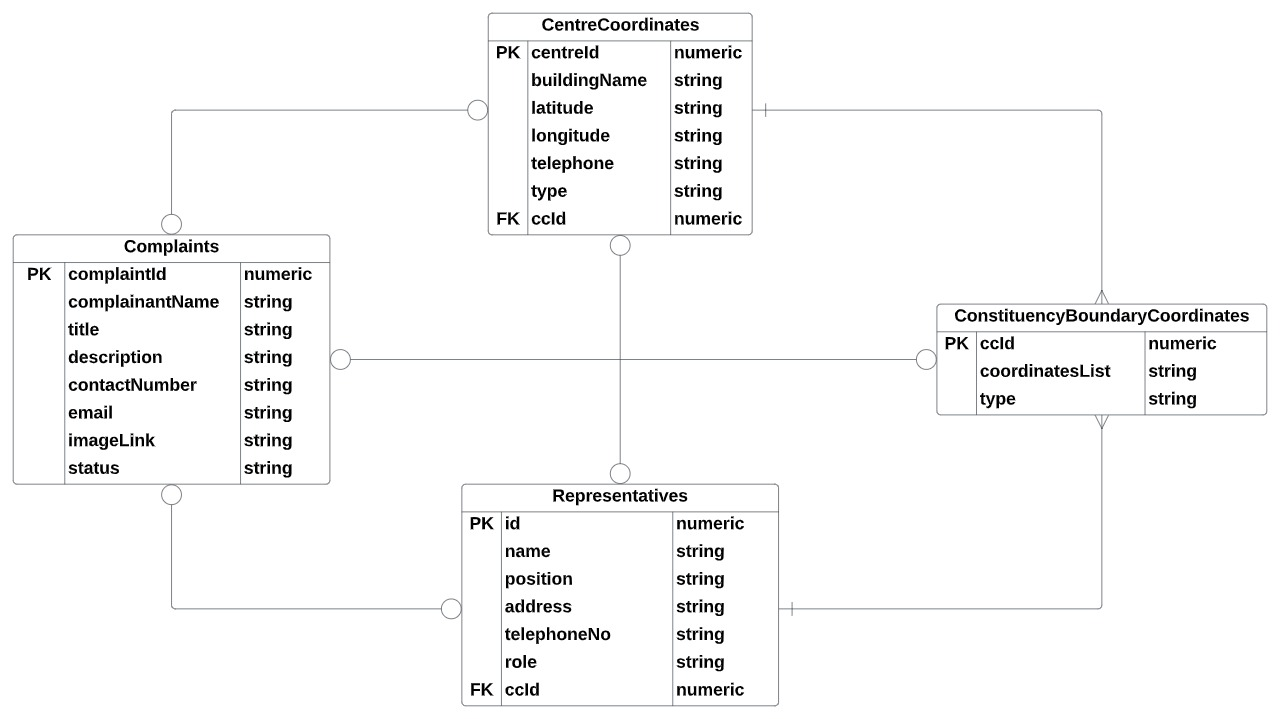 CentreCoordinates
PK centreId numeric
buildingName string
latitude string
longitude string
telephone string
type string
FK ccId numeric
Complaints
PK complaintId numeric
complainantName string
title string
description string
contactNumber string
email string
imageLink string
status string
ConstituencyBoundaryCoordinates
PK ccId numeric
coordinatesList string
type string
Representatives
PK id numeric
name string
position string
address string
telephoneNo string
role string
FK ccId numeric